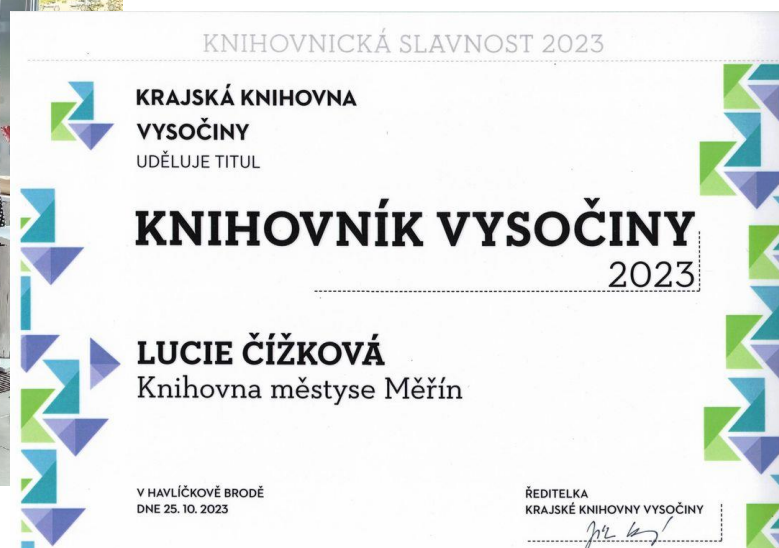 KNIHOVNICKÁ SLAVNOST 2023
KRAJSKÁ KNIHOVNA
VYSOČINY
UDĚLUJE TITUL
KNIHOVNÍK VYSOČINY
2023
LUCIE ČÍŽKOVÁ
Knihovna městyse Měřín
V HAVLÍČKOVĚ BRODĚ
DNE 25. 10. 2023
ŘEDITELKA
KRAJSKÉ KNIHOVNY VYSOČINY